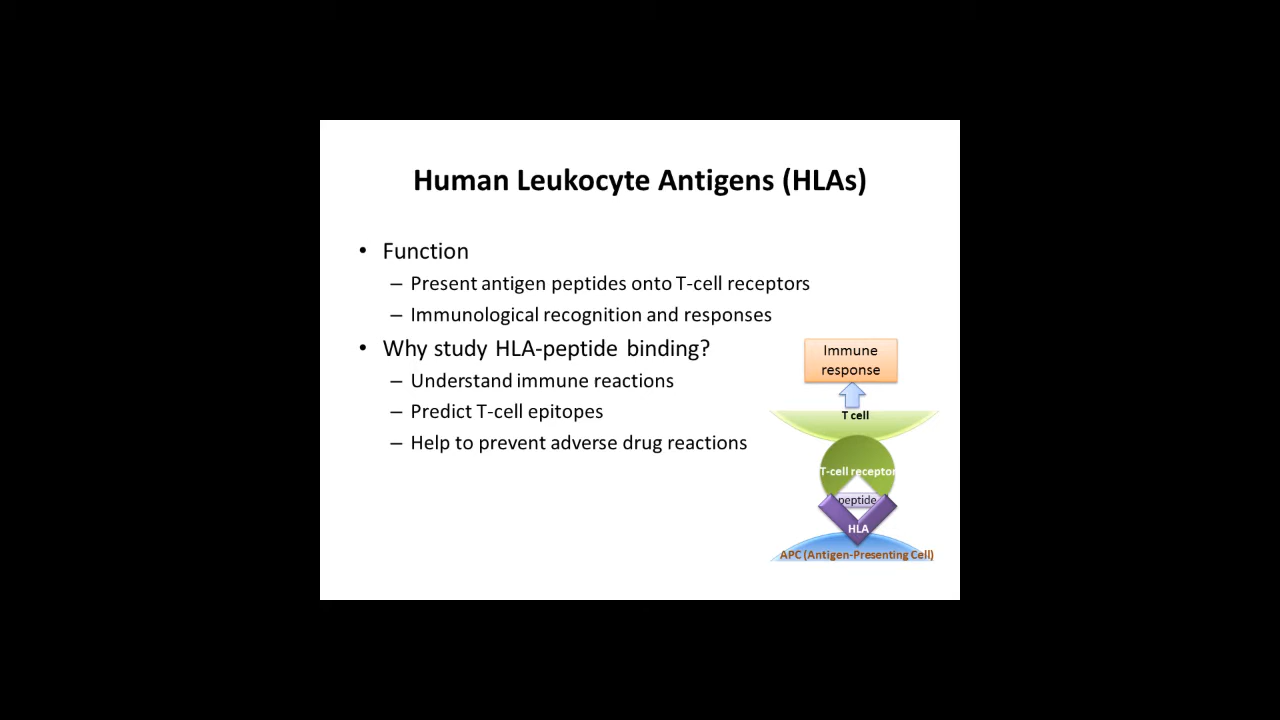 Human Leukocyte Antigens (HLAs)
• Function
– Present antigen peptides onto T-cell receptors
– Immunological recognition and responses
• Why study HLA-peptide binding?
– Understand immune reactions
– Predict T-cell epitopes
– Help to prevent adverse drug reactions
Immune
response
T cell
T-cell receptor
peptide
HLA
APC (Antigen-Presenting Cell)